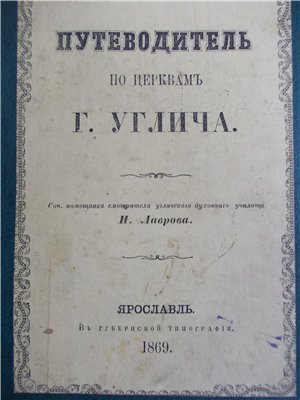 ПУТЕВОДИТЕЛЬ
ПО ЦЕРКВАМЪ
Г. УГЛИЧА.
Соч. помощника смотрителя угличскаго духовнаго училища
Н. Лаврова.
ЯРОСЛАВЛЬ.
Въ губернской типографіи.
1869.